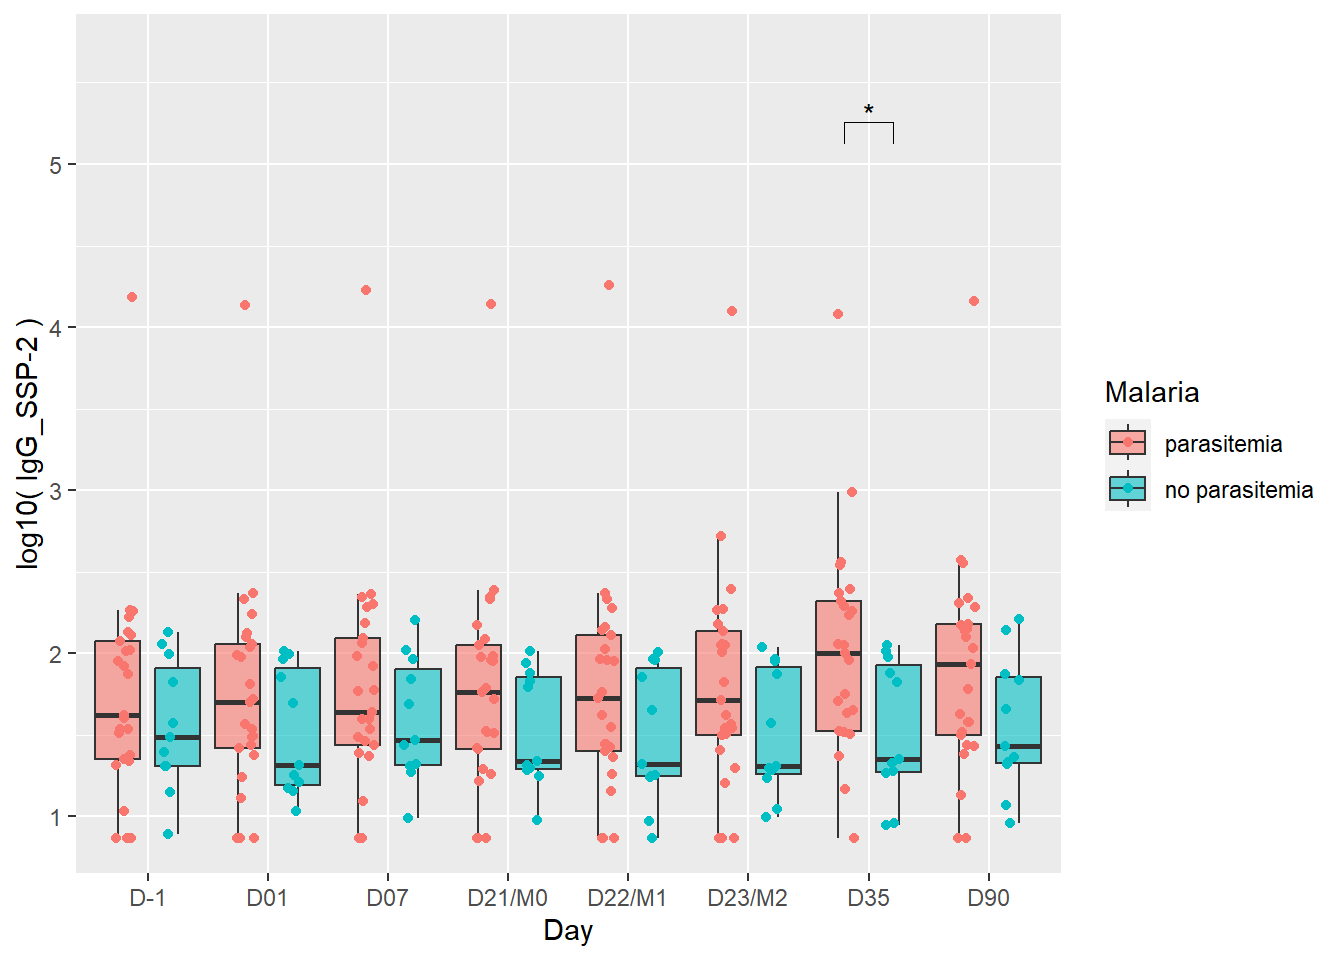 *
5
4
3
2
1
log10( IgG_SSP-2 )
D-1 D01 D07 D21/M0 D22/M1 D23/M2 D35 D90
Day
Malaria
parasitemia
no parasitemia